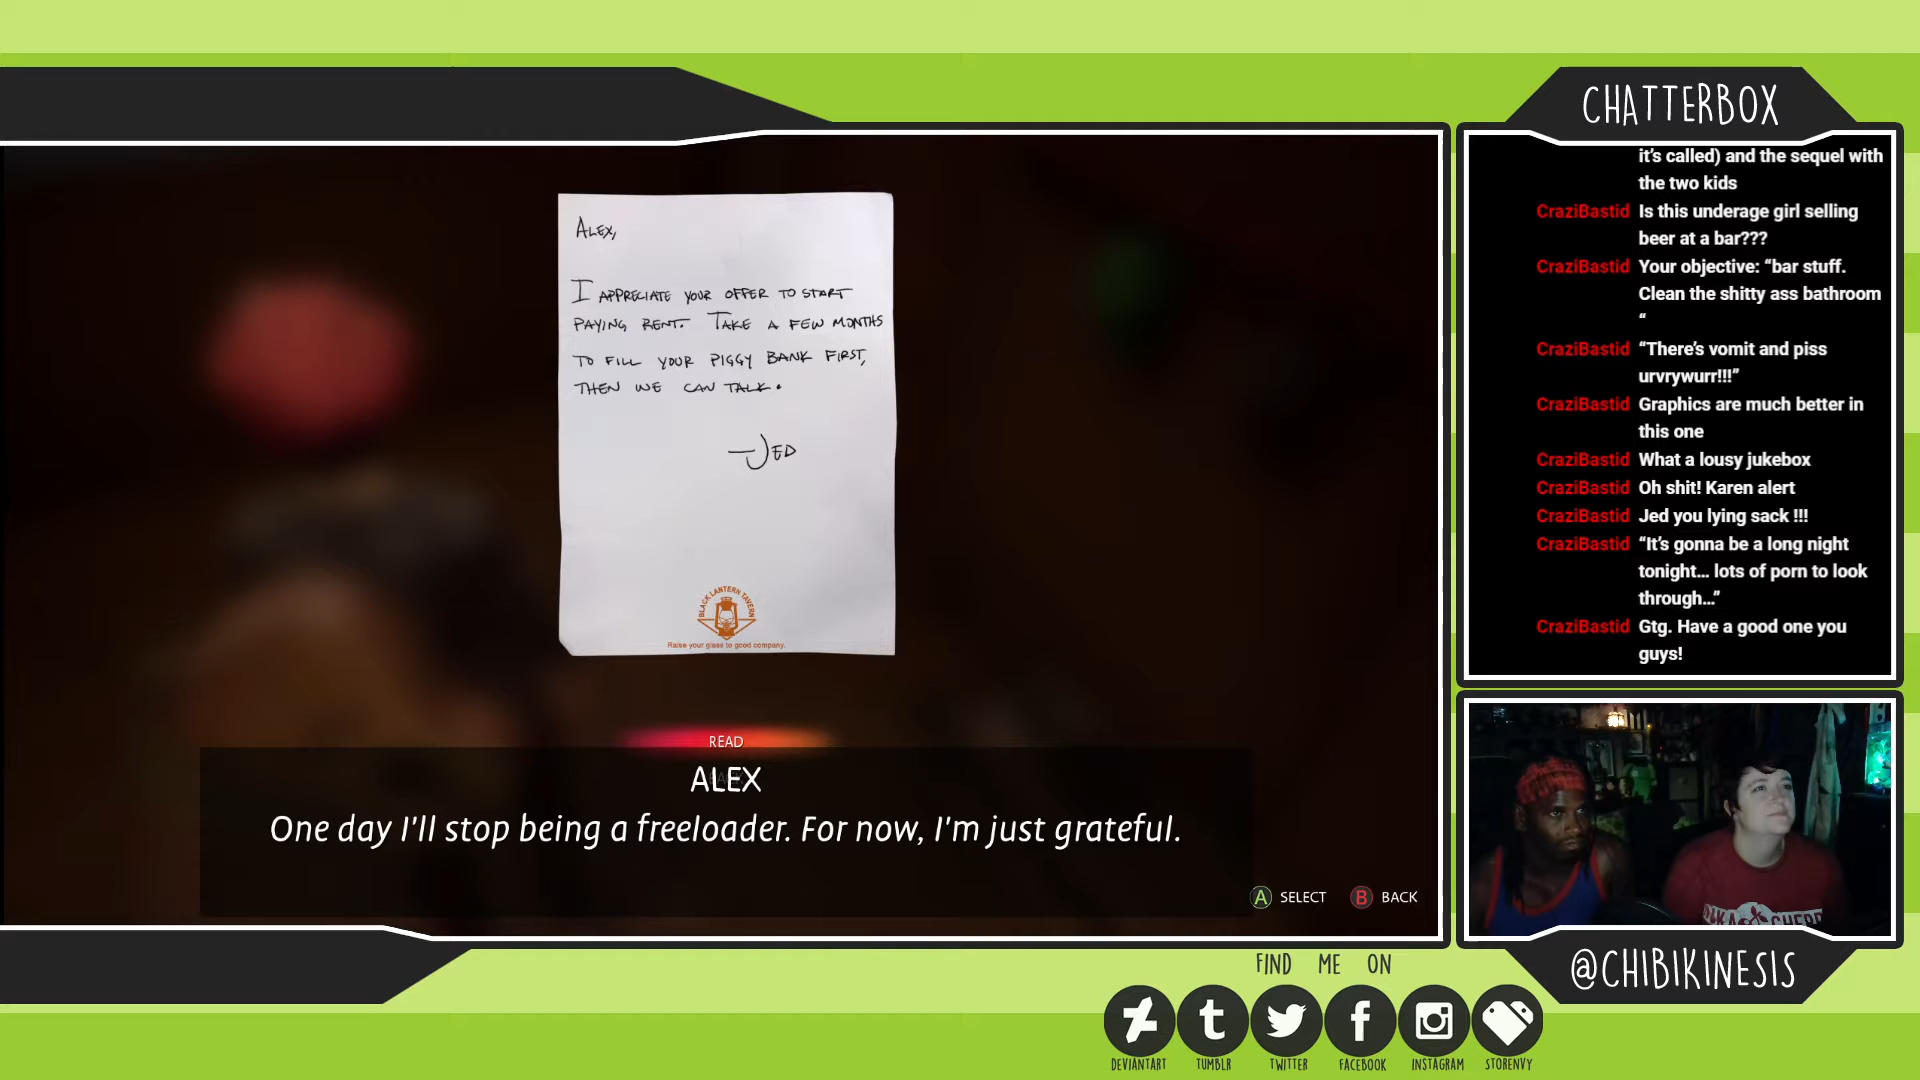 CHATTERBOX
it's called) and the sequel with
the two kids
CraziBastid Is this underage girl selling
beer at a bar???
CraziBastid Your objective: “bar stuff.
Clean the shitty ass bathroom
“
CraziBastid “There's vomit and piss
urvrywurr!!!”
CraziBastid Graphics are much better in
this one
CraziBastid What a lousy jukebox
CraziBastid Oh shit! Karen alert
CraziBastid Jed you lying sack !!!
CraziBastid “It's gonna be a long night
tonight... lots of porn to look
through...”
CraziBastid Gtg. Have a good one you
guys!
ALEX,
I APPRECIATE YOUR OFFER TO START
PAYING RENT. TAKE A FEW MONTHS
TO FILL YOUR PIGGY BANK FIRST,
THEN WE CAN TALK.
—JED
BLACK LANTERN TAVERN
Raise your glass to good company.
READ
ALEX
One day I'll stop being a freeloader. For now, I'm just grateful.
A SELECT B BACK
FIND ME ON
@CHIBIKINESIS
DEVIANTART TUMBLR TWITTER FACEBOOK INSTAGRAM STORENVY